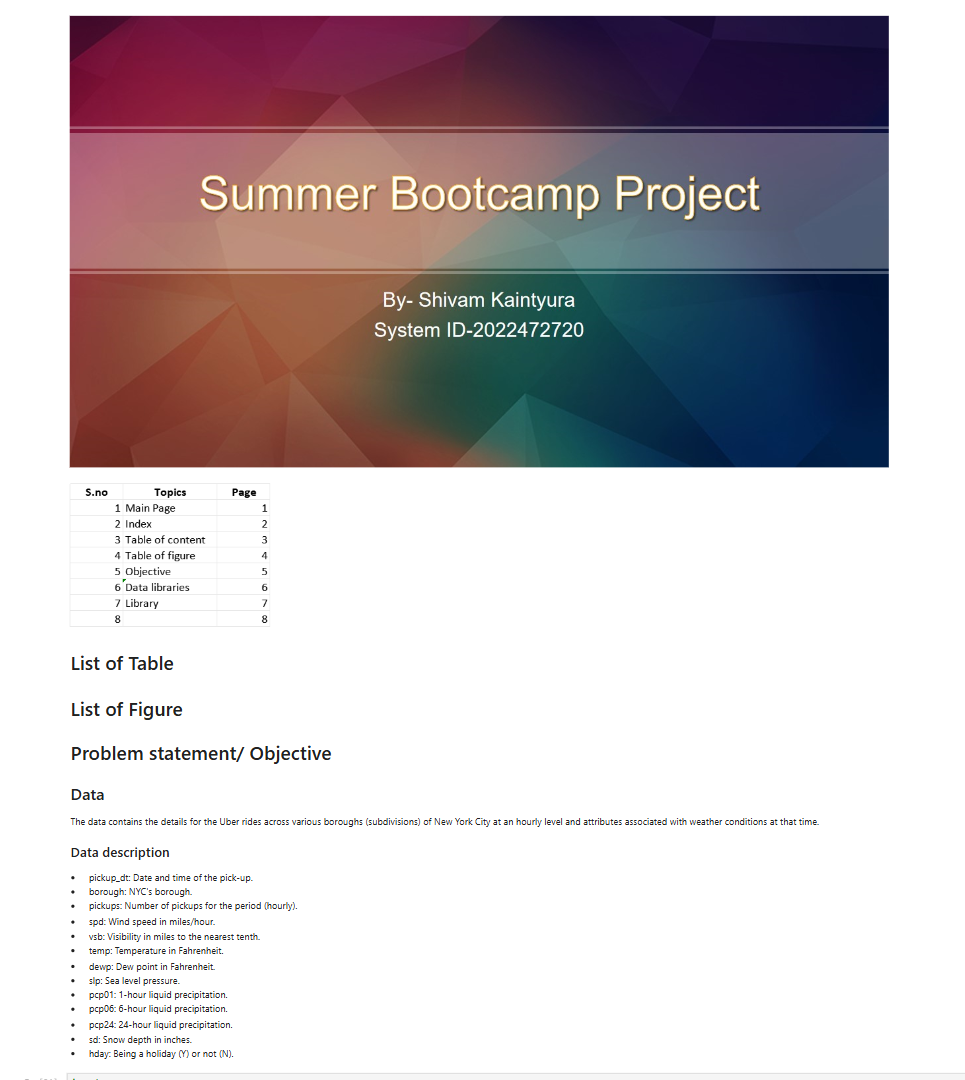 Summer Bootcamp Project
By- Shivam Kaintyura
System ID-2022472720
S.no Topics Page
1 Main Page 1
2 Index 2
3 Table of content 3
4 Table of figure 4
5 Objective 5
6 Data libraries 6
7 Library 7
8 8
List of Table
List of Figure
Problem statement/ Objective
Data
The data contains the details for the Uber rides across various boroughs (subdivisions) of New York City at an hourly level and attributes associated with weather conditions at that time.
Data description
• pickup_dt: Date and time of the pick-up.
• borough: NYC's borough.
• pickups: Number of pickups for the period (hourly).
• spd: Wind speed in miles/hour.
• vsb: Visibility in miles to the nearest tenth.
• temp: Temperature in Fahrenheit.
• dewp: Dew point in Fahrenheit.
• slp: Sea level pressure.
• pcp01: 1-hour liquid precipitation.
• pcp06: 6-hour liquid precipitation.
• pcp24: 24-hour liquid precipitation.
• sd: Snow depth in inches.
• hday: Being a holiday (Y) or not (N).